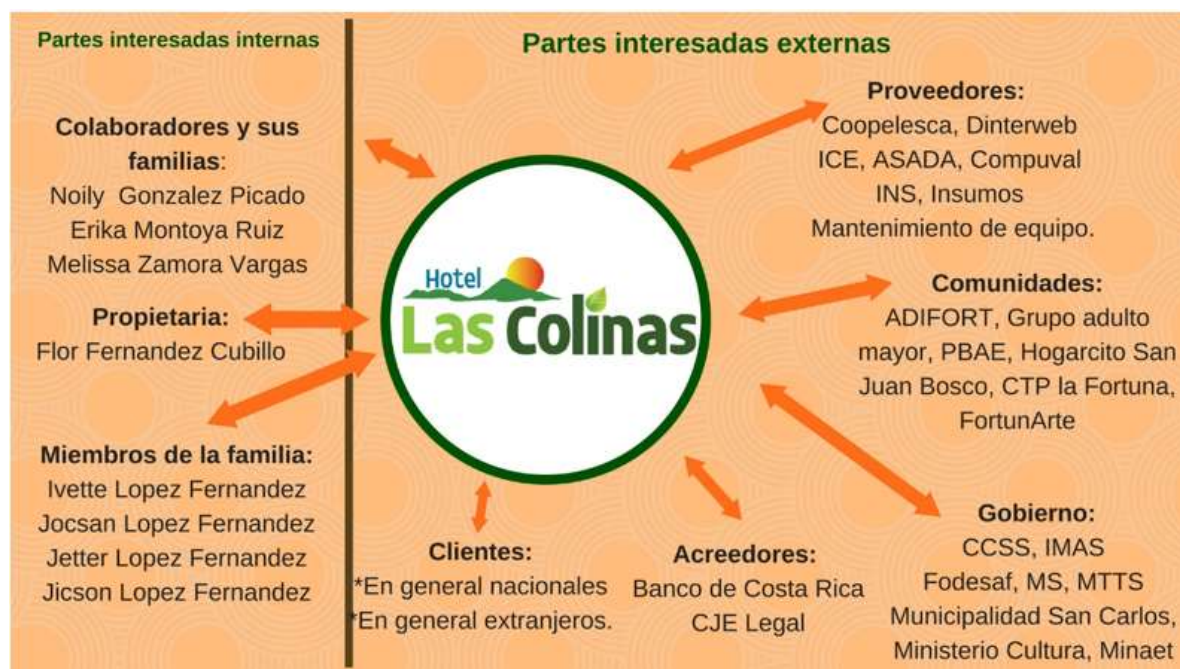 Partes interesadas internas
Colaboradores y sus
familias:
Noily Gonzalez Picado
Erika Montoya Ruiz
Melissa Zamora Vargas
Propietaria:
Flor Fernandez Cubillo
Miembros de la familia:
Ivette Lopez Fernandez
Jocsan Lopez Fernandez
Jetter Lopez Fernandez
Jicson Lopez Fernandez
Partes interesadas externas
Hotel
Las Colinas
Proveedores:
Coopelesca, Dinterweb
ICE, ASADA, Compuval
INS, Insumos
Mantenimiento de equipo.
Comunidades:
ADIFORT, Grupo adulto
mayor, PBAE, Hogarcito San
Juan Bosco, CTP la Fortuna,
FortunArte
Clientes:
*En general nacionales
*En general extranjeros.
Acreedores:
Banco de Costa Rica
CJE Legal
Gobierno:
CCSS, IMAS
Fodesaf, MS, MTTS
Municipalidad San Carlos,
Ministerio Cultura, Minaet